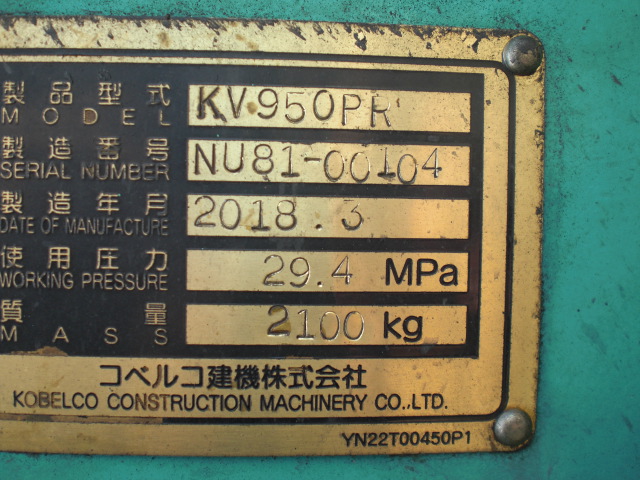 製品型式 KV950PR
MODEL
製造番号 NU81-00104
SERIAL NUMBER
製造年月 2018.3
DATE OF MANUFACTURE
使用圧力 29.4 MPa
WORKING PRESSURE
質量 2100 kg
MASS
コベルコ建機株式会社
KOBELCO CONSTRUCTION MACHINERY CO.,LTD.
YN22T00450P1